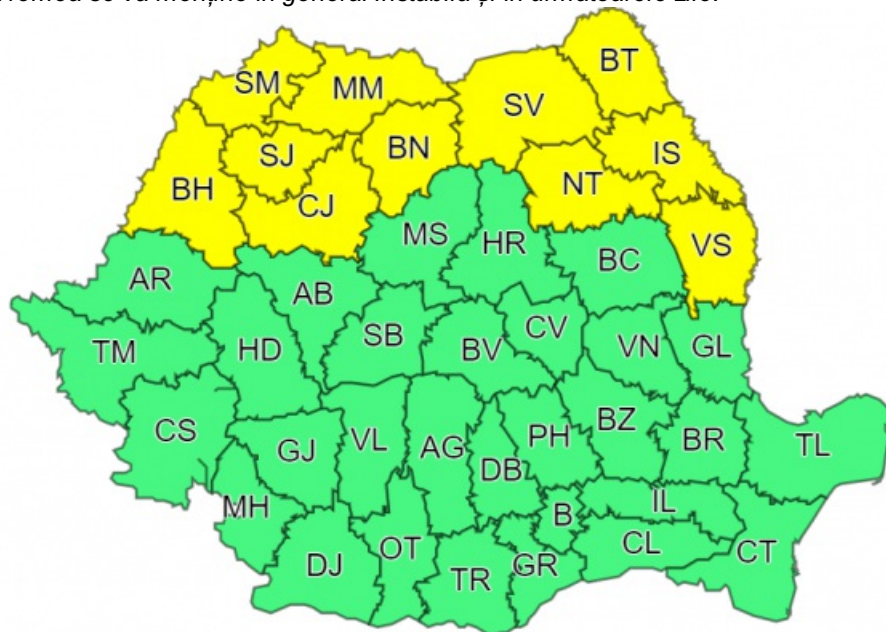 Vremea se va menține în general instabilă și în următoarele zile.
BT
SM
MM
SV
SJ
BN
IS
BH
CJ
NT
MS
HR
VS
BC
AR
AB
SB
CV
TM
HD
BV
VN
GL
CS
GJ
VL
AG
DB
PH
BZ
BR
TL
MH
B
IL
DJ
OT
TR
GR
CL
CT